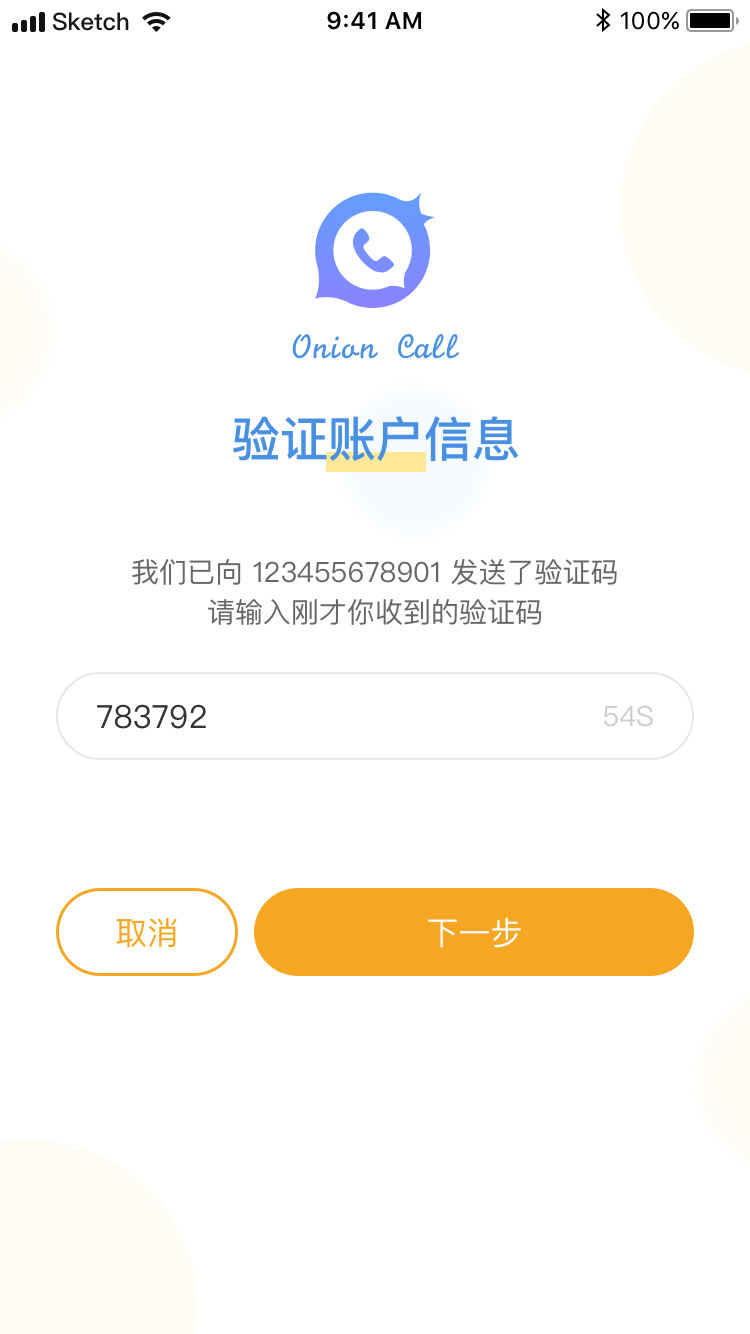 Sketch 9:41 AM 100%
Onion Call
验证账户信息
我们已向 123455678901 发送了验证码
请输入刚才你收到的验证码
783792 54S
取消 下一步